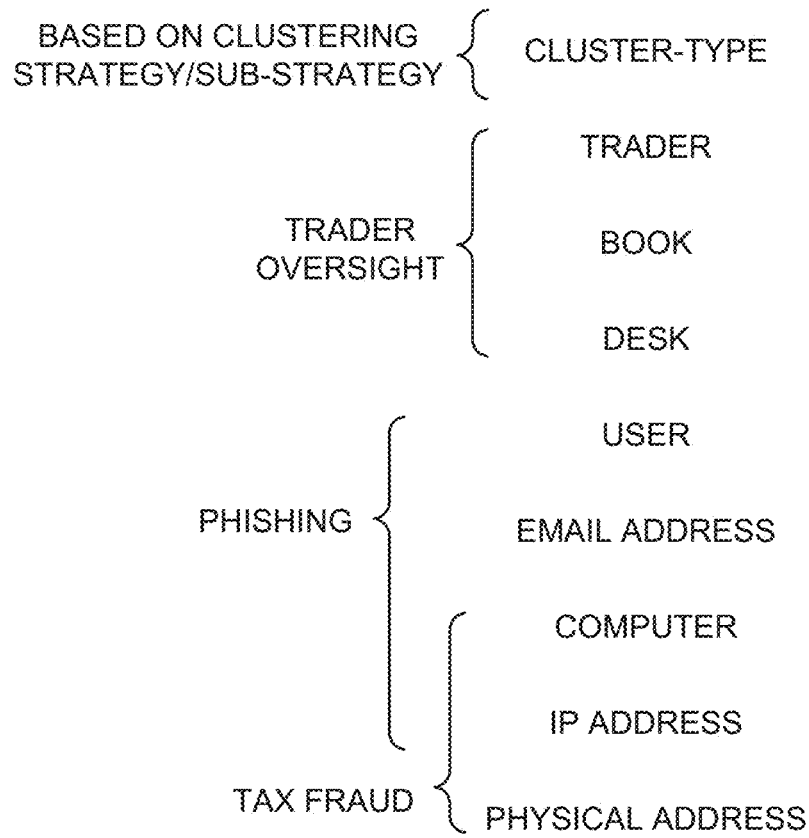 BASED ON CLUSTERING
STRATEGY/SUB-STRATEGY
CLUSTER-TYPE
TRADER
TRADER
OVERSIGHT
BOOK
DESK
USER
PHISHING
EMAIL ADDRESS
COMPUTER
IP ADDRESS
TAX FRAUD
PHYSICAL ADDRESS